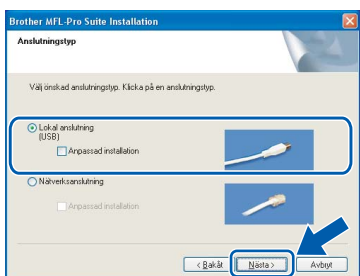 Brother MFL-Pro Suite Installation
Anslutningstyp
Välj önskad anslutningstyp. Klicka på en anslutningstyp.
Lokal anslutning
(USB)
Anpassad installation
Nätverksanslutning
Anpassad installation
< Bakåt
Nästa >
Avbryt